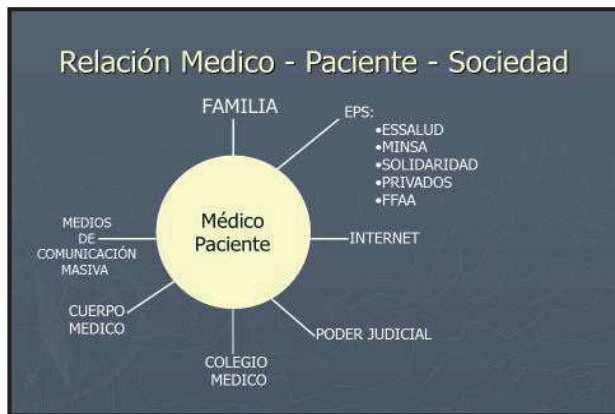 Relación Medico - Paciente - Sociedad
FAMILIA
EPS:
•ESSALUD
•MINSA
•SOLIDARIDAD
•PRIVADOS
•FFAA
Médico
Paciente
MEDIOS
DE
COMUNICACIÓN
MASIVA
INTERNET
CUERPO
MEDICO
PODER JUDICIAL
COLEGIO
MEDICO